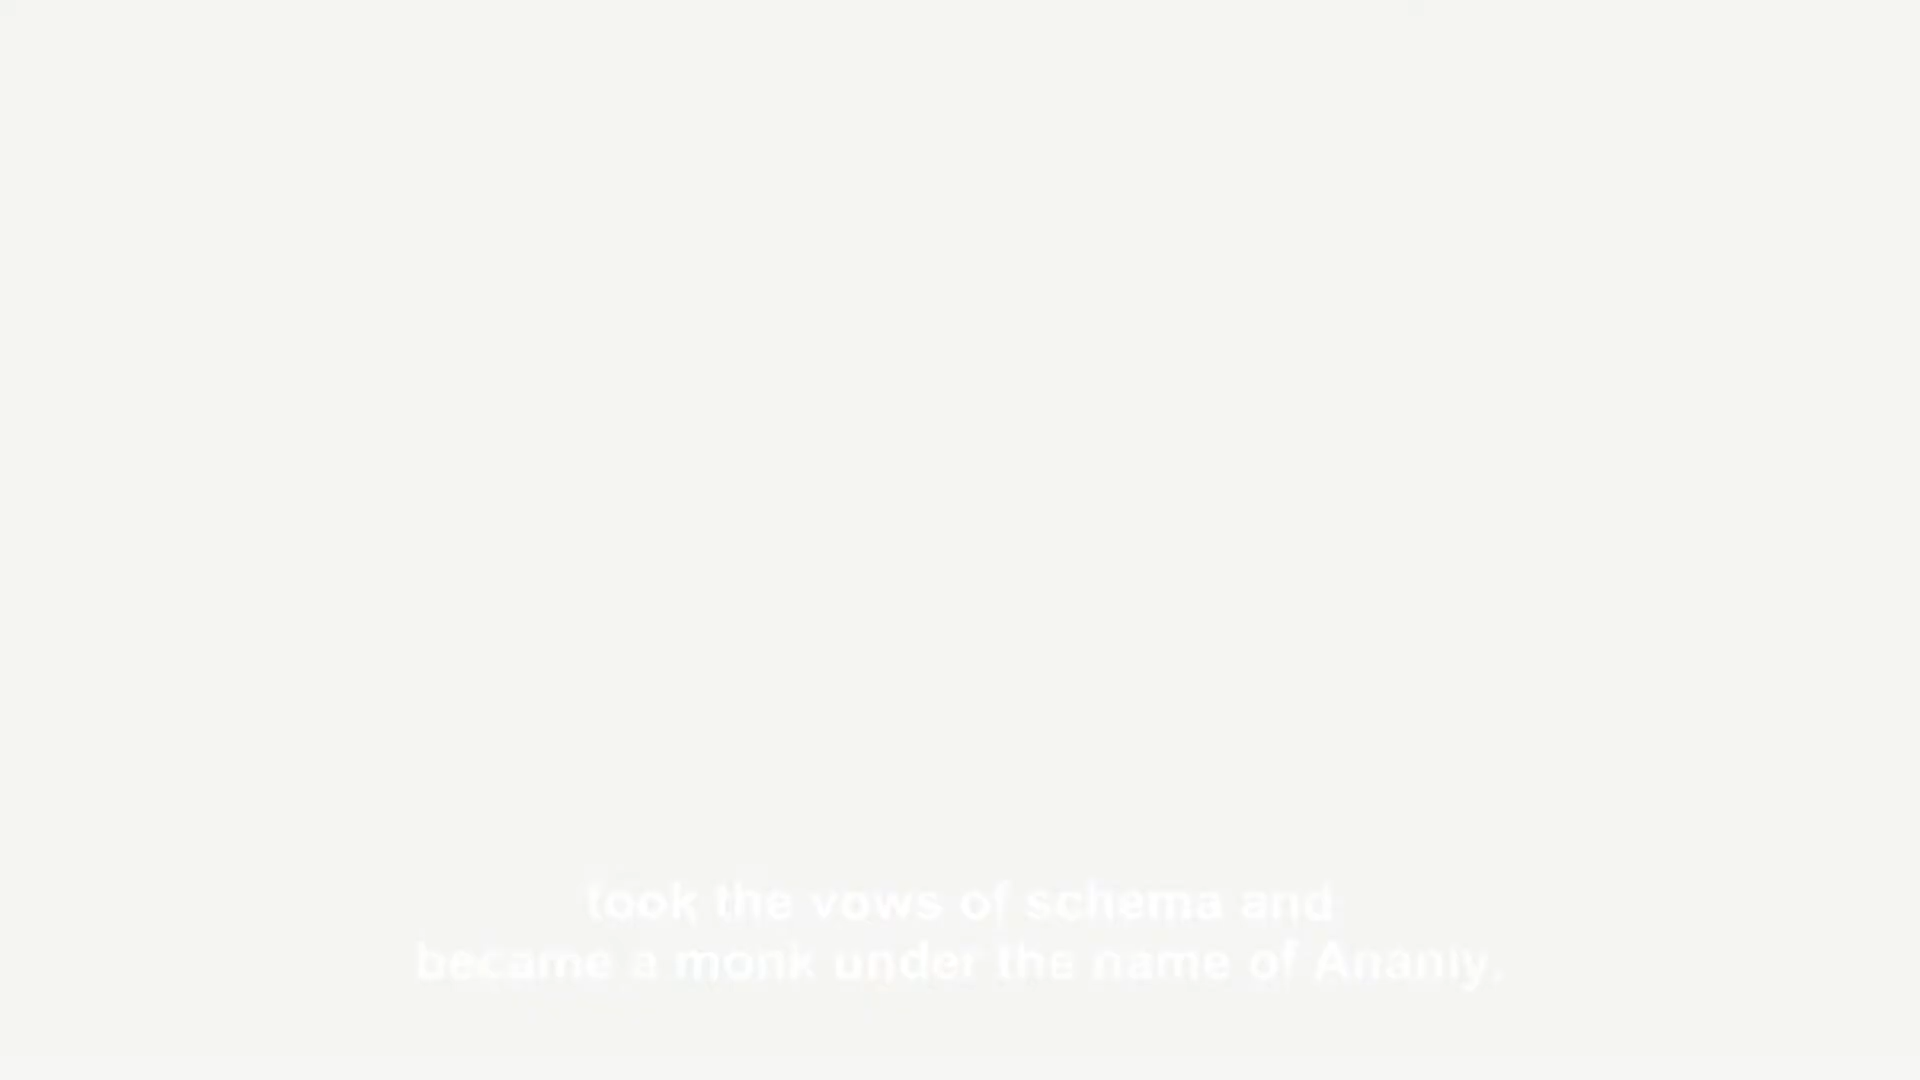 took the vows of schema and
became a monk under the name of Ananiy.